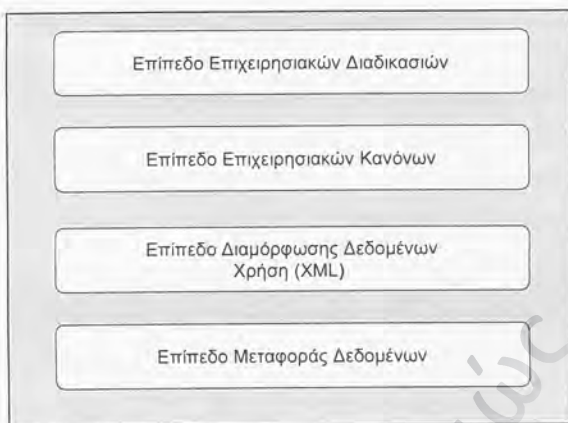 Επίπεδο Επιχειρησιακών Διαδικασιών
Επίπεδο Επιχειρησιακών Κανόνων
Επίπεδο Διαμόρφωσης Δεδομένων
Χρήση (XML)
Επίπεδο Μεταφοράς Δεδομένων